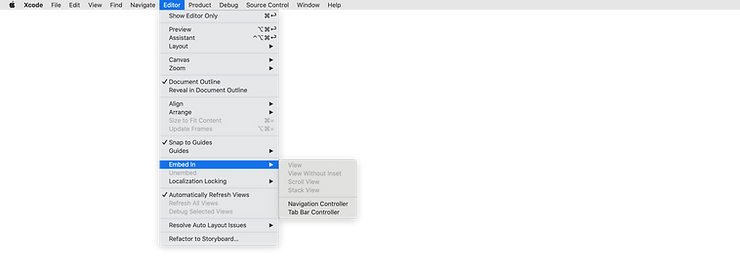 Xcode File Edit View Find Navigate Editor Product Debug Source Control Window Help
Show Editor Only ⌘↩
Preview ⌥⌘↩
Assistant ^⌥⌘↩
Layout ▶
Canvas ▶
Zoom ▶
✓ Document Outline
Reveal in Document Outline
Align ▶
Arrange ▶
Size to Fit Content ⌘=
Update Frames ⌥⌘=
✓ Snap to Guides
Guides ▶
Embed In ▶
View
Unembed
View Without Inset
Localization Locking ▶
Scroll View
Stack View
✓ Automatically Refresh Views
Refresh All Views
Navigation Controller
Debug Selected Views
Tab Bar Controller
Resolve Auto Layout Issues ▶
Refactor to Storyboard...